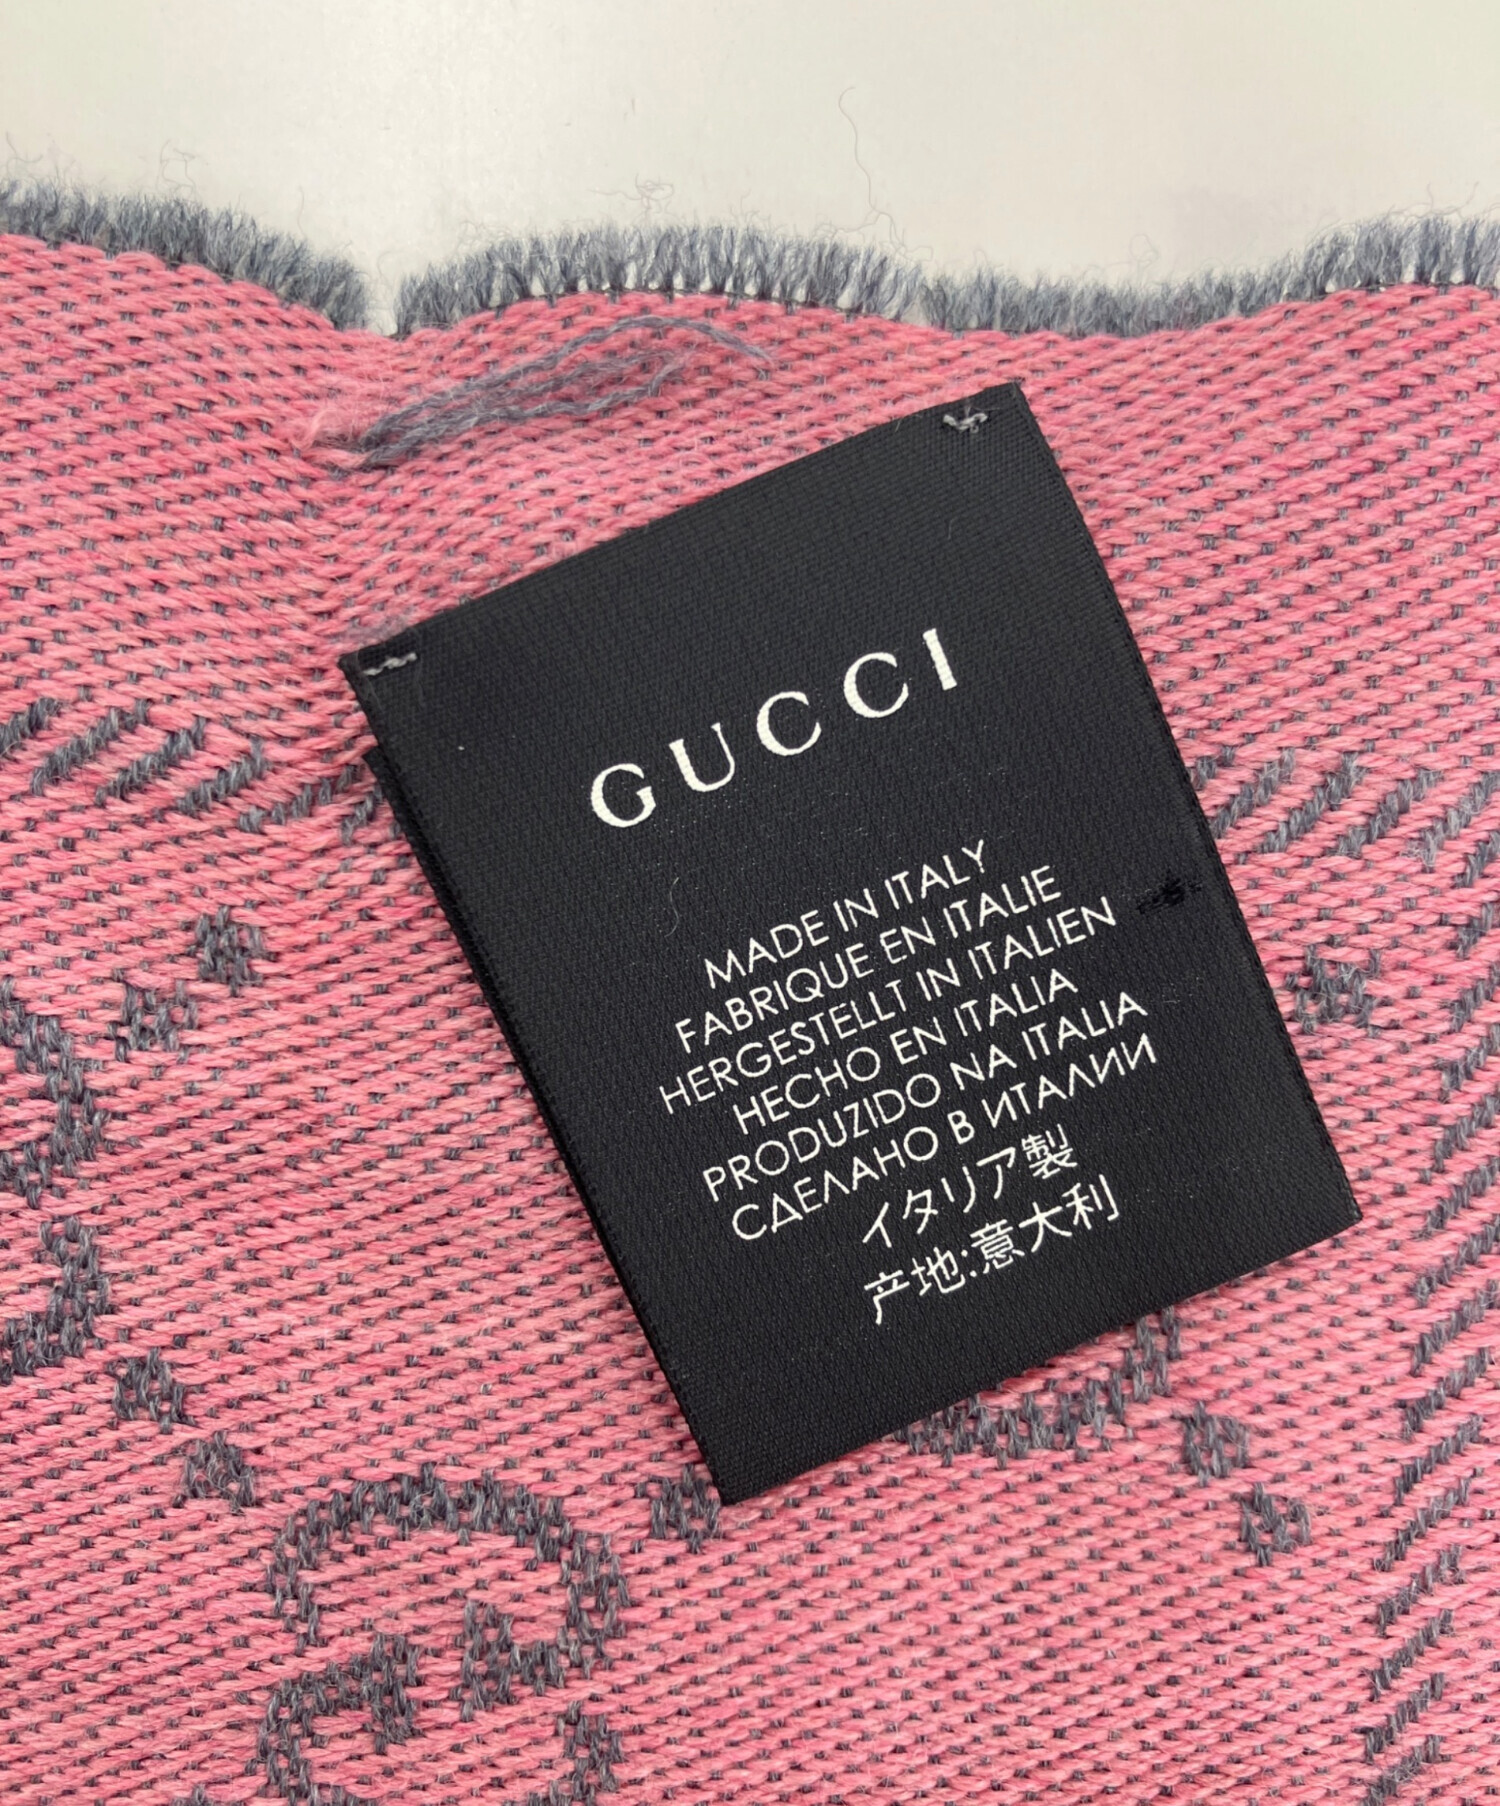 GUCCI
MADE IN ITALY
FABRIQUE EN ITALIE
HERGESTELLT IN ITALIEN
HECHO EN ITALIA
PRODUZIDO NA ITALIA
СДЕЛАНО В ИТАЛИИ
イタリア製
产地:意大利